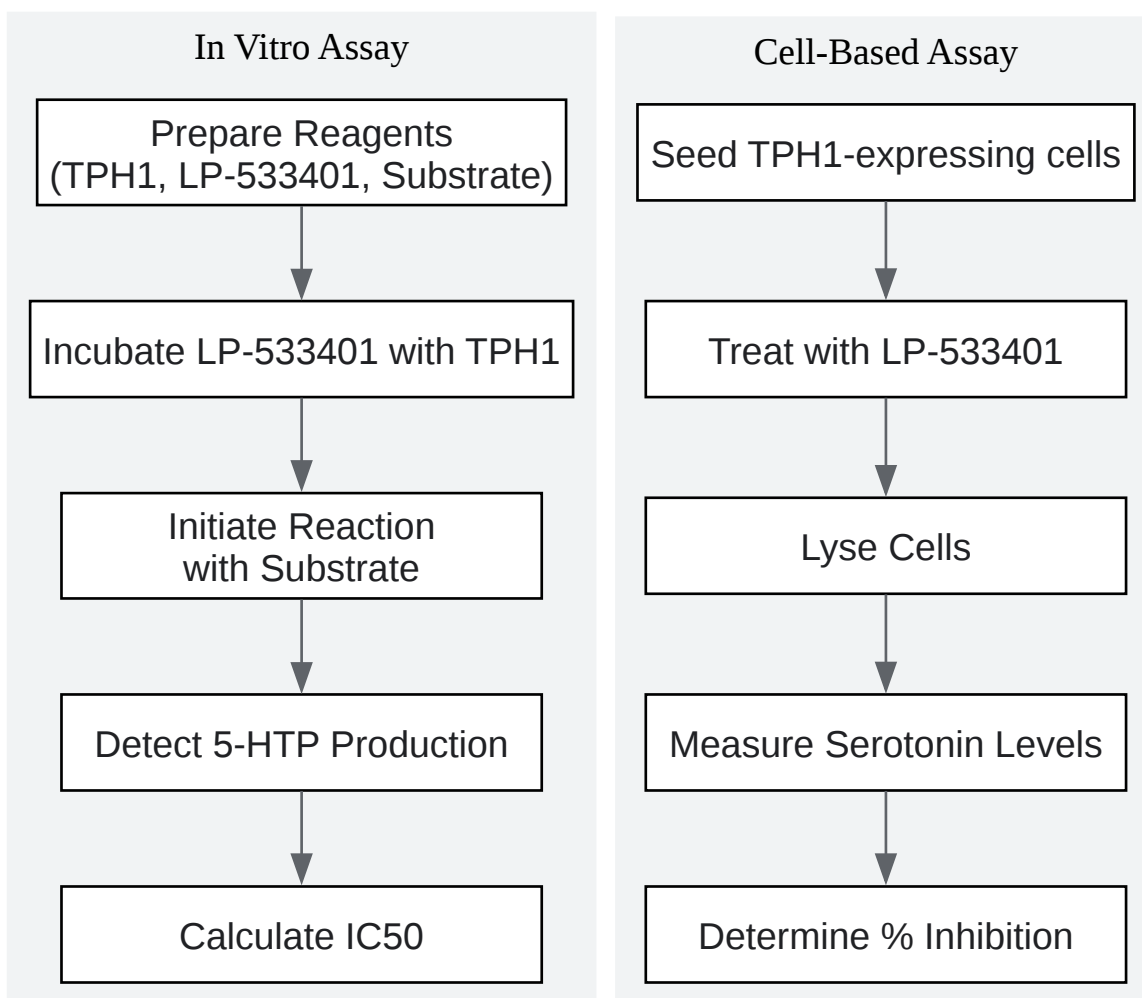 In Vitro Assay
Prepare Reagents
(TPH1, LP-533401, Substrate)
Incubate LP-533401 with TPH1
Initiate Reaction
with Substrate
Detect 5-HTP Production
Calculate IC50
Cell-Based Assay
Seed TPH1-expressing cells
Treat with LP-533401
Lyse Cells
Measure Serotonin Levels
Determine % Inhibition